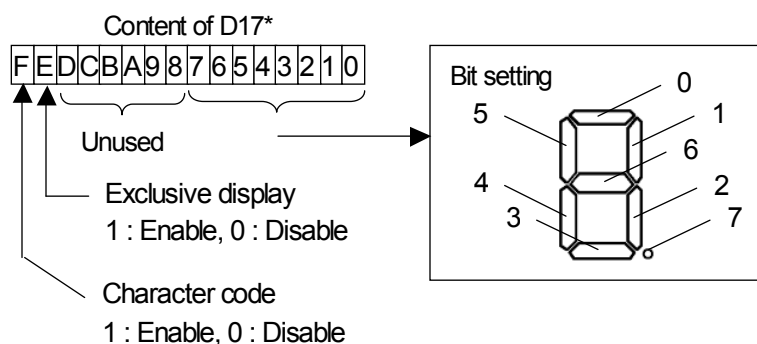 Content of D17*
F E D C B A 9 8 7 6 5 4 3 2 1 0
Unused
Exclusive display
1 : Enable, 0 : Disable
Character code
1 : Enable, 0 : Disable
Bit setting
0
5
1
6
4
2
3
7